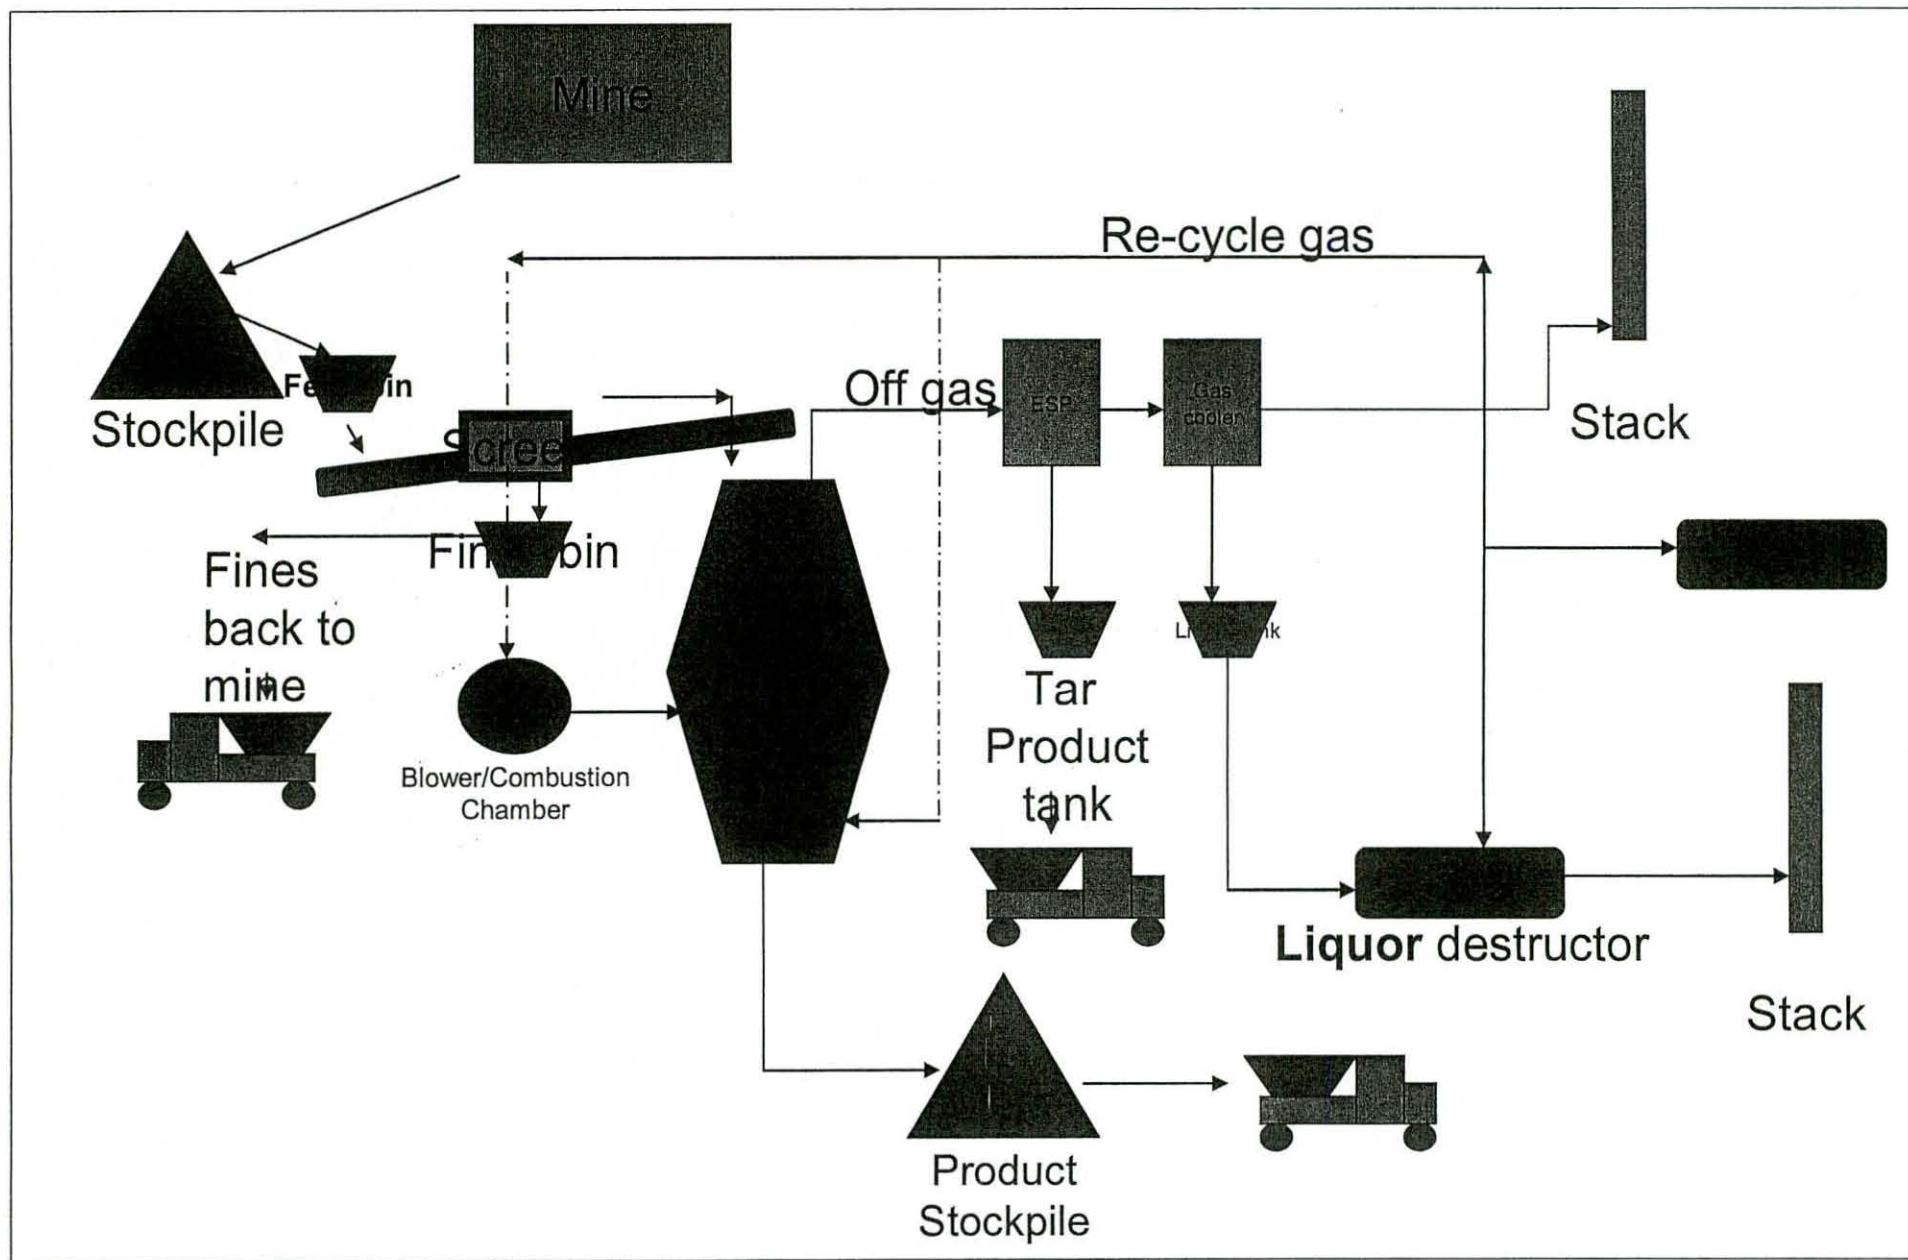 Mine
Re-cycle gas
Stockpile
Off gas
ESP
Gas
cooler
Stack
Fines
back to
mine
Blower/Combustion
Chamber
Tar
Product
tank
Liquor destructor
Stack
Product
Stockpile